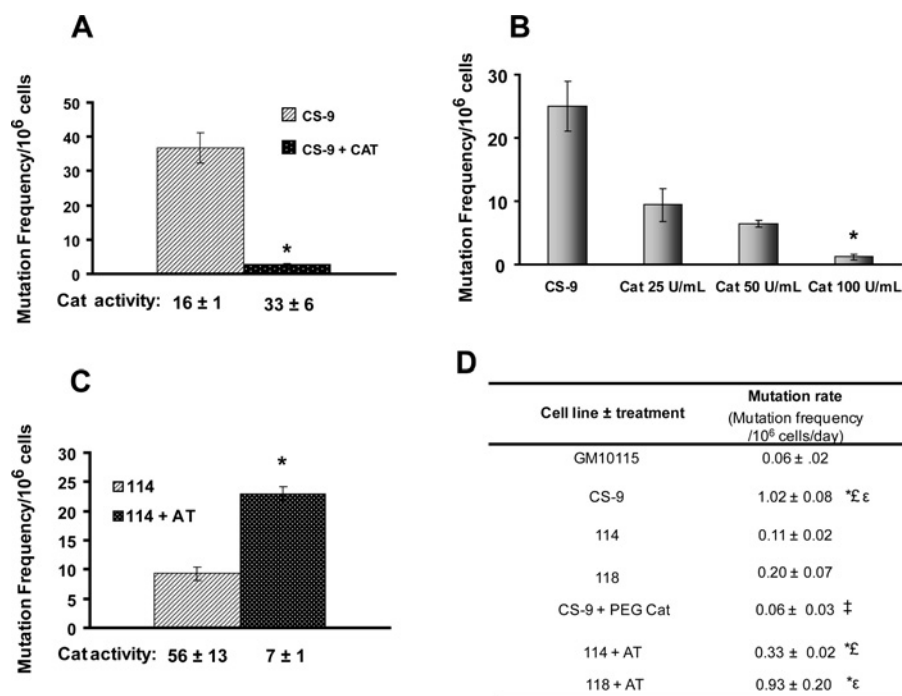 A
Mutation Frequency/10⁶ cells
50
40
30
20
10
0
CS-9
CS-9 + CAT
*
Cat activity: 16 ± 1 33 ± 6
B
Mutation Frequency/10⁶ cells
30
20
10
0
*
CS-9 Cat 25 U/mL Cat 50 U/mL Cat 100 U/mL
C
Mutation Frequency/10⁶ cells
30
25
20
15
10
5
0
114
114 + AT
*
Cat activity: 56 ± 13 7 ± 1
D
Cell line ± treatment
Mutation rate
(Mutation frequency
/10⁶ cells/day)
GM10115 0.06 ± .02
CS-9 1.02 ± 0.08 *£ ε
114 0.11 ± 0.02
118 0.20 ± 0.07
CS-9 + PEG Cat 0.06 ± 0.03 ‡
114 + AT 0.33 ± 0.02 *£
118 + AT 0.93 ± 0.20 *ε